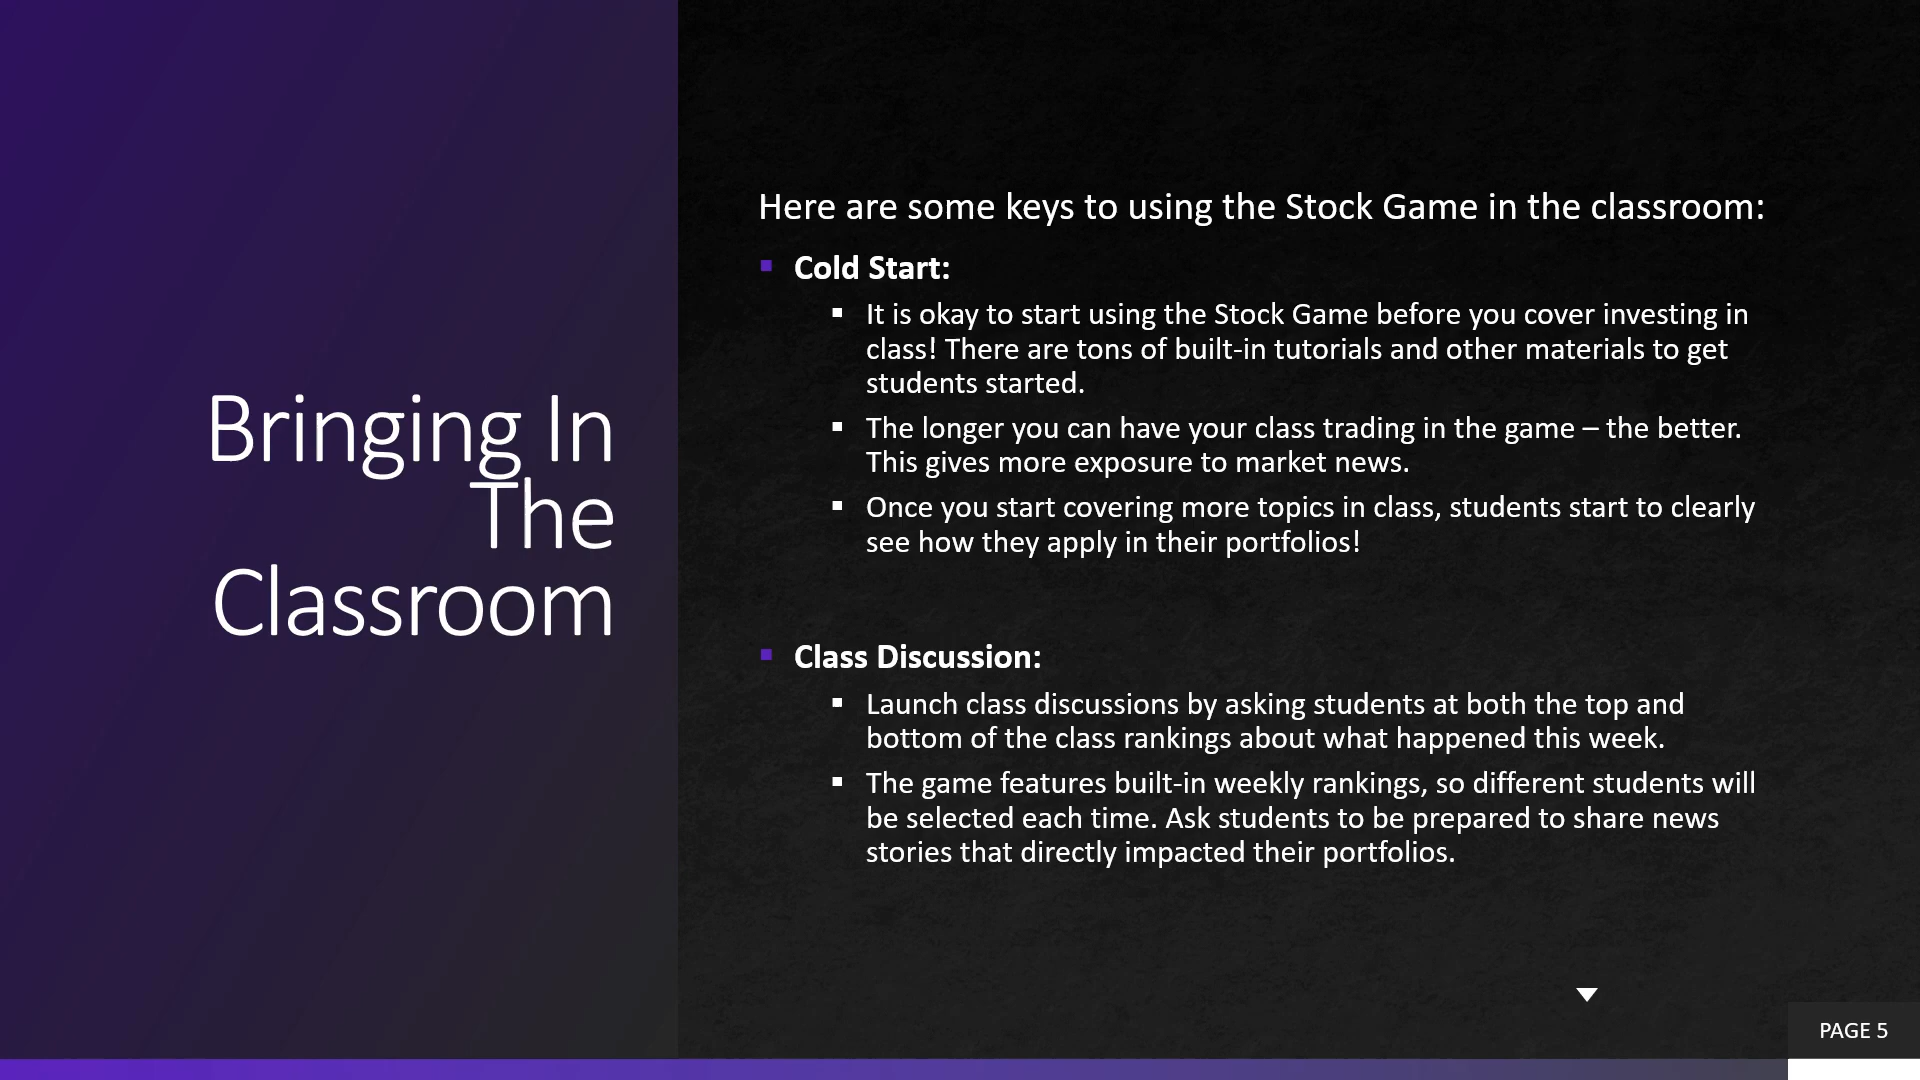 Bringing In
The
Classroom
Here are some keys to using the Stock Game in the classroom:
Cold Start:
It is okay to start using the Stock Game before you cover investing in
class! There are tons of built-in tutorials and other materials to get
students started.
The longer you can have your class trading in the game – the better.
This gives more exposure to market news.
Once you start covering more topics in class, students start to clearly
see how they apply in their portfolios!
Class Discussion:
Launch class discussions by asking students at both the top and
bottom of the class rankings about what happened this week.
The game features built-in weekly rankings, so different students will
be selected each time. Ask students to be prepared to share news
stories that directly impacted their portfolios.
PAGE 5